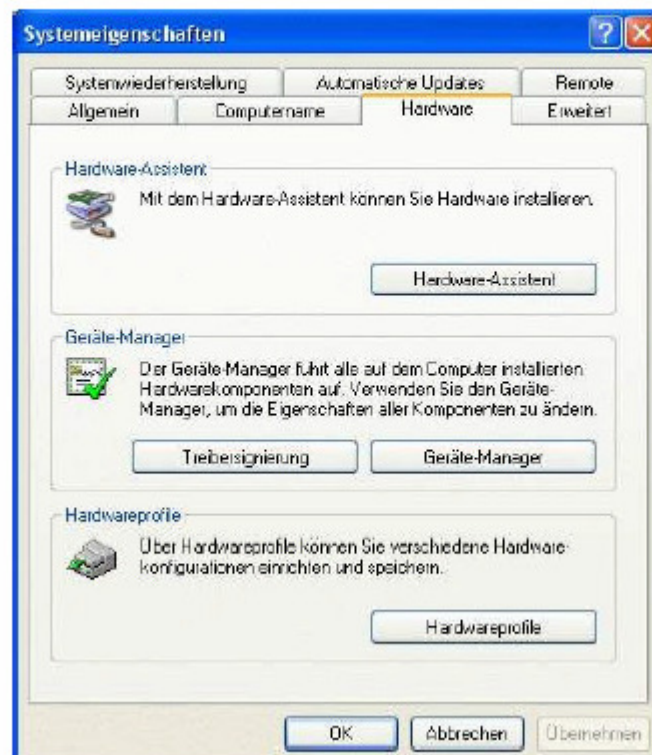 Systemeigenschaften
Systemwiederherstellung Automatische Updates Remote
Allgemein Computername Hardware Erweitert
Hardware-Assistent
Mit dem Hardware-Assistent können Sie Hardware installieren.
Hardware-Assistent
Geräte-Manager
Der Geräte-Manager führt alle auf dem Computer installierten
Hardwarekomponenten auf. Verwenden Sie den Geräte-
Manager, um die Eigenschaften aller Komponenten zu ändern.
Treibersignierung Geräte-Manager
Hardwareprofile
Über Hardwareprofile können Sie verschiedene Hardware-
konfigurationen einrichten und speichern.
Hardwareprofile
OK Abbrechen Übernehmen